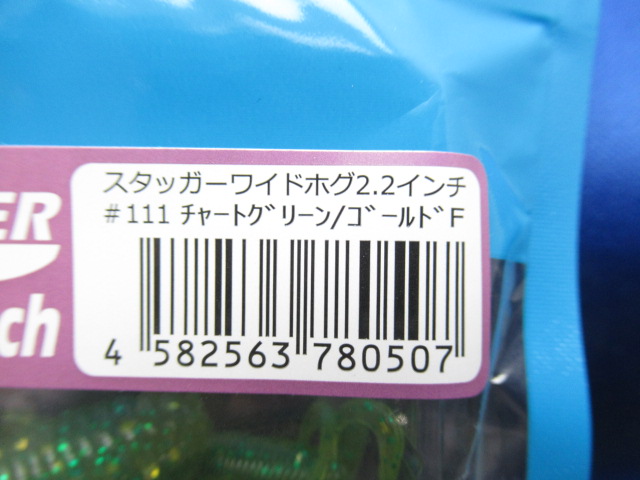 スタッガーワイドホグ2.2インチ
#111 ﾁｬｰﾄｸﾞﾘｰﾝ/ｺﾞｰﾙﾄﾞF
4 582563 780507